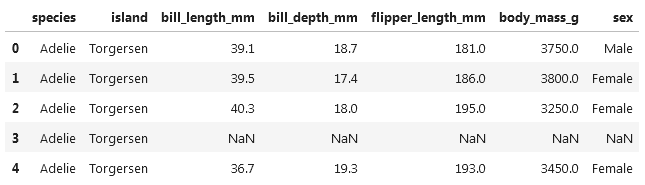 species island bill_length_mm bill_depth_mm flipper_length_mm body_mass_g sex
0 Adelie Torgersen 39.1 18.7 181.0 3750.0 Male
1 Adelie Torgersen 39.5 17.4 186.0 3800.0 Female
2 Adelie Torgersen 40.3 18.0 195.0 3250.0 Female
3 Adelie Torgersen NaN NaN NaN NaN NaN
4 Adelie Torgersen 36.7 19.3 193.0 3450.0 Female